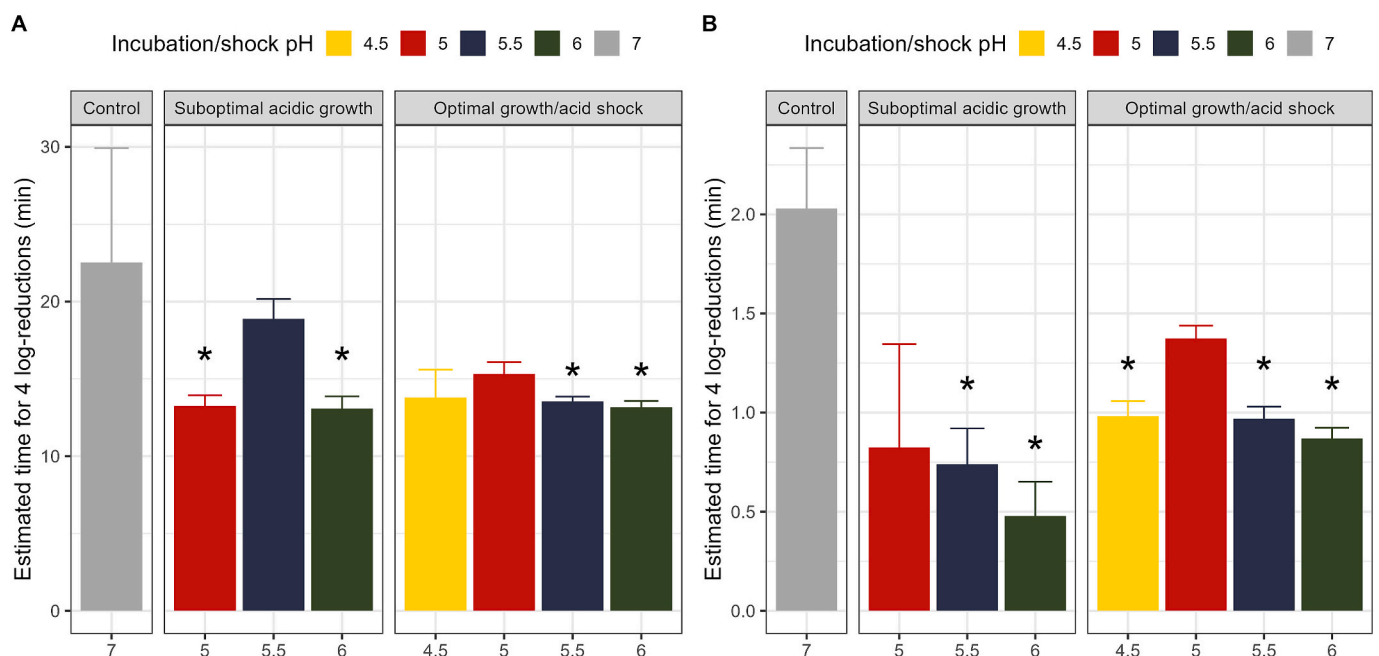 A
Incubation/shock pH 4.5 5 5.5 6 7
Control Suboptimal acidic growth Optimal growth/acid shock
Estimated time for 4 log-reductions (min)
30
20
10
0
7 5 5.5 6 4.5 5 5.5 6
* * * *
B
Incubation/shock pH 4.5 5 5.5 6 7
Control Suboptimal acidic growth Optimal growth/acid shock
Estimated time for 4 log-reductions (min)
2.0
1.5
1.0
0.5
0.0
7 5 5.5 6 4.5 5 5.5 6
* * * * *